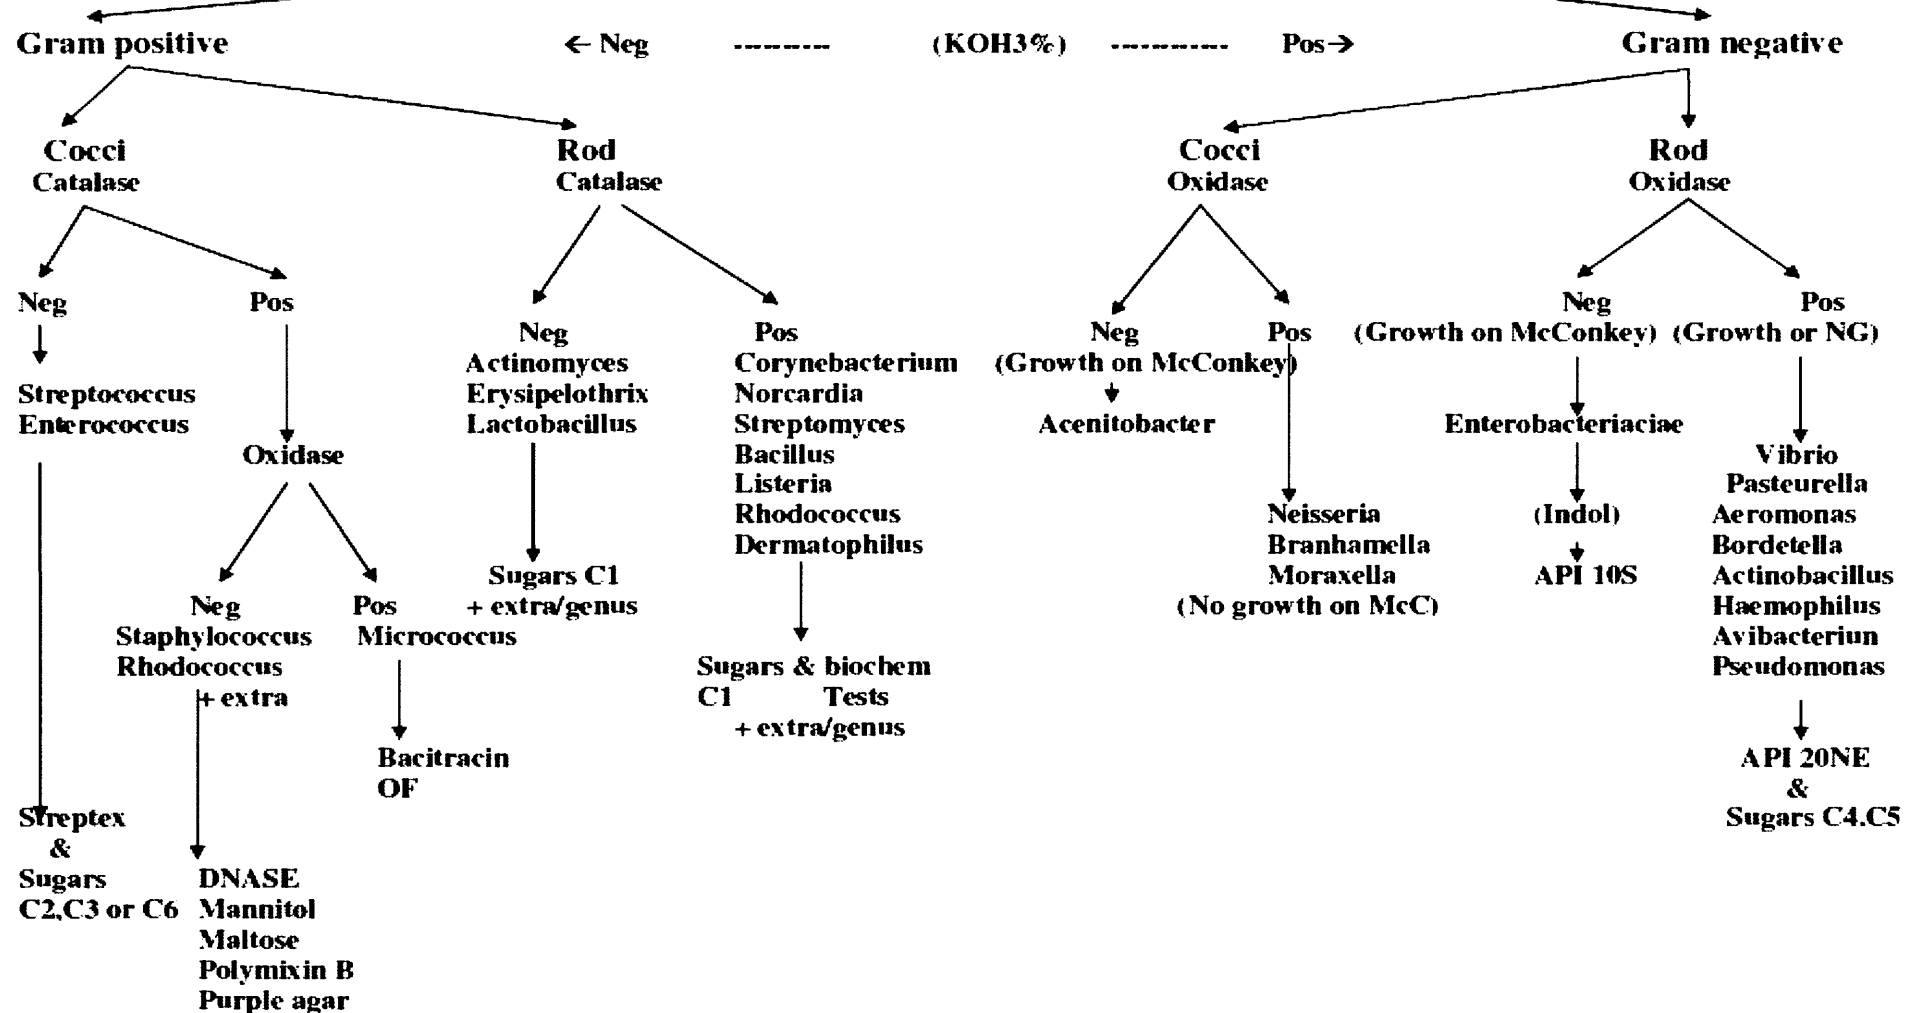 Gram positive ← Neg ---------- (KOH3%) ------------ Pos→ Gram negative
Cocci Rod Cocci Rod
Catalase Catalase Oxidase Oxidase
Neg Pos
Streptococcus
Enterococcus
Oxidase
Neg
Staphylococcus
Rhodococcus
+ extra
Pos
Micrococcus
Bacitracin
OF
Streptex
&
Sugars
C2,C3 or C6
DNASE
Mannitol
Maltose
Polymixin B
Purple agar
Neg
Actinomyces
Erysipelothrix
Lactobacillus
Sugars C1
+ extra/genus
Pos
Corynebacterium
Norcardia
Streptomyces
Bacillus
Listeria
Rhodococcus
Dermatophilus
Sugars & biochem
C1 Tests
+ extra/genus
Neg
(Growth on McConkey)
Acenitobacter
Pos
Neisseria
Branhamella
Moraxella
(No growth on McC)
Neg
(Growth on McConkey)
Enterobacteriaciae
(Indol)
API 10S
Pos
(Growth or NG)
Vibrio
Pasteurella
Aeromonas
Bordetella
Actinobacillus
Haemophilus
Avibacteriun
Pseudomonas
API 20NE
&
Sugars C4.C5